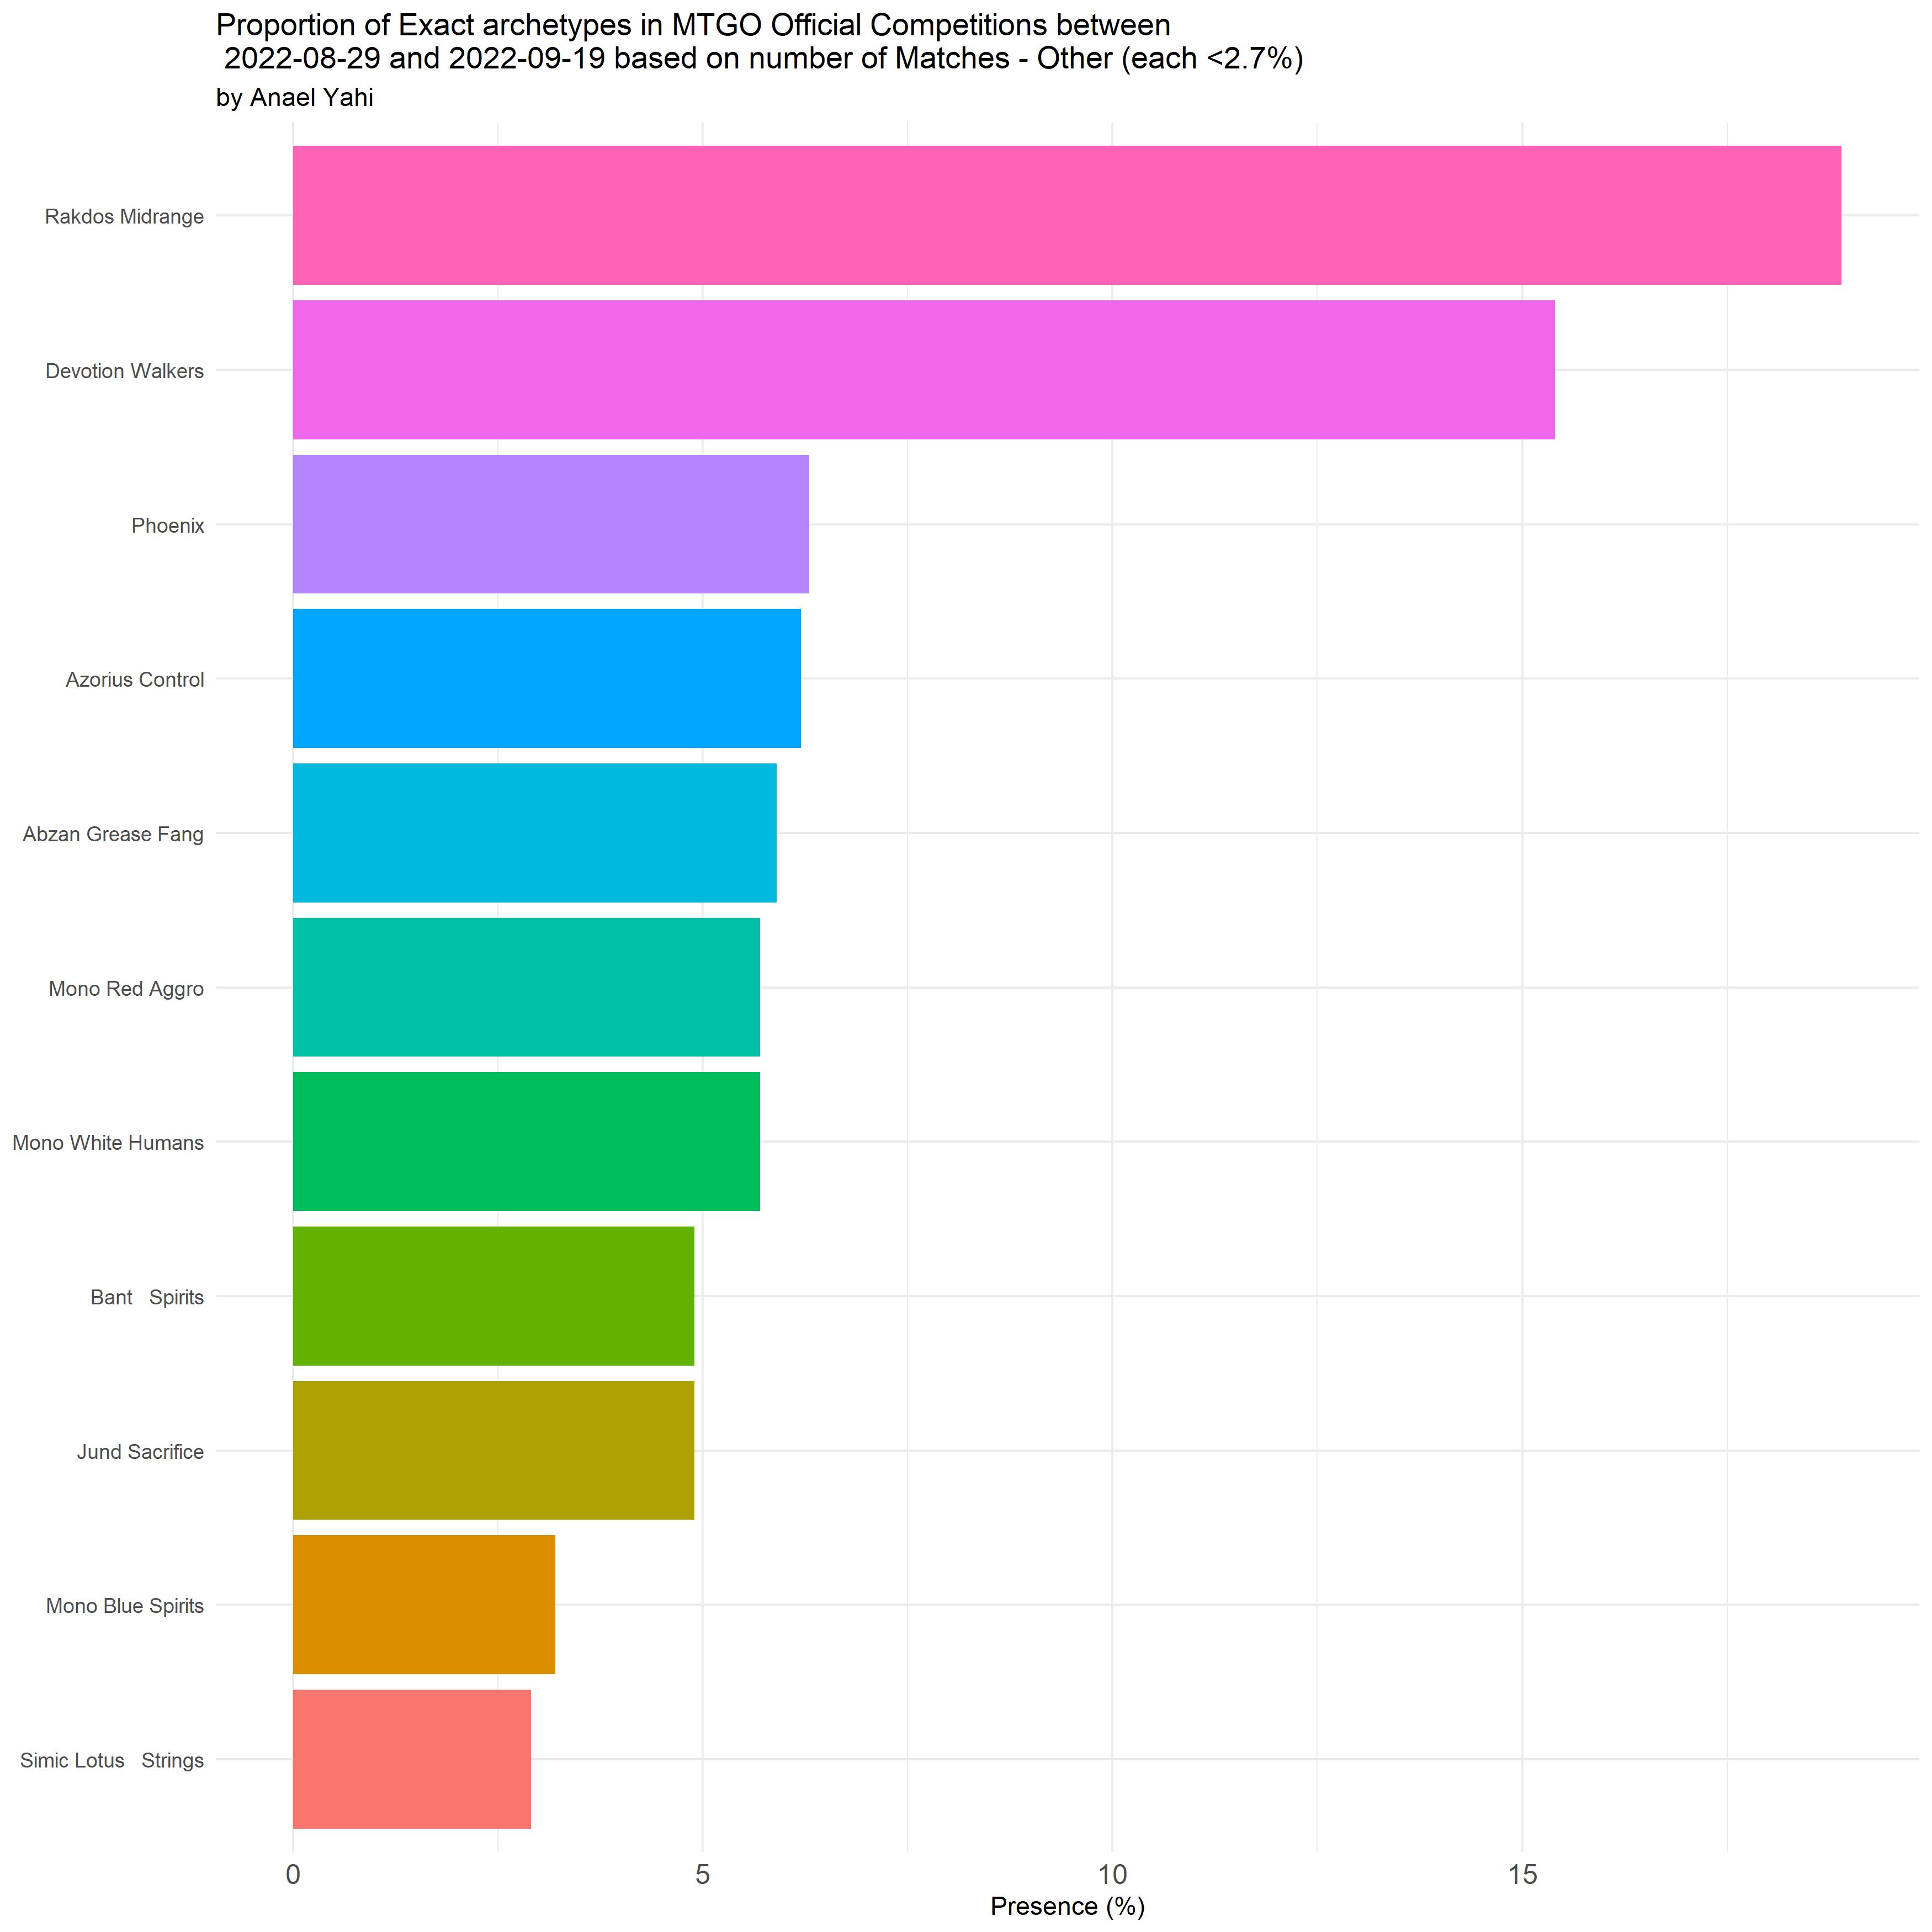 Proportion of Exact archetypes in MTGO Official Competitions between
2022-08-29 and 2022-09-19 based on number of Matches - Other (each <2.7%)
by Anael Yahi
Rakdos Midrange
Devotion Walkers
Phoenix
Azorius Control
Abzan Grease Fang
Mono Red Aggro
Mono White Humans
Bant   Spirits
Jund Sacrifice
Mono Blue Spirits
Simic Lotus   Strings
0 5 10 15
Presence (%)